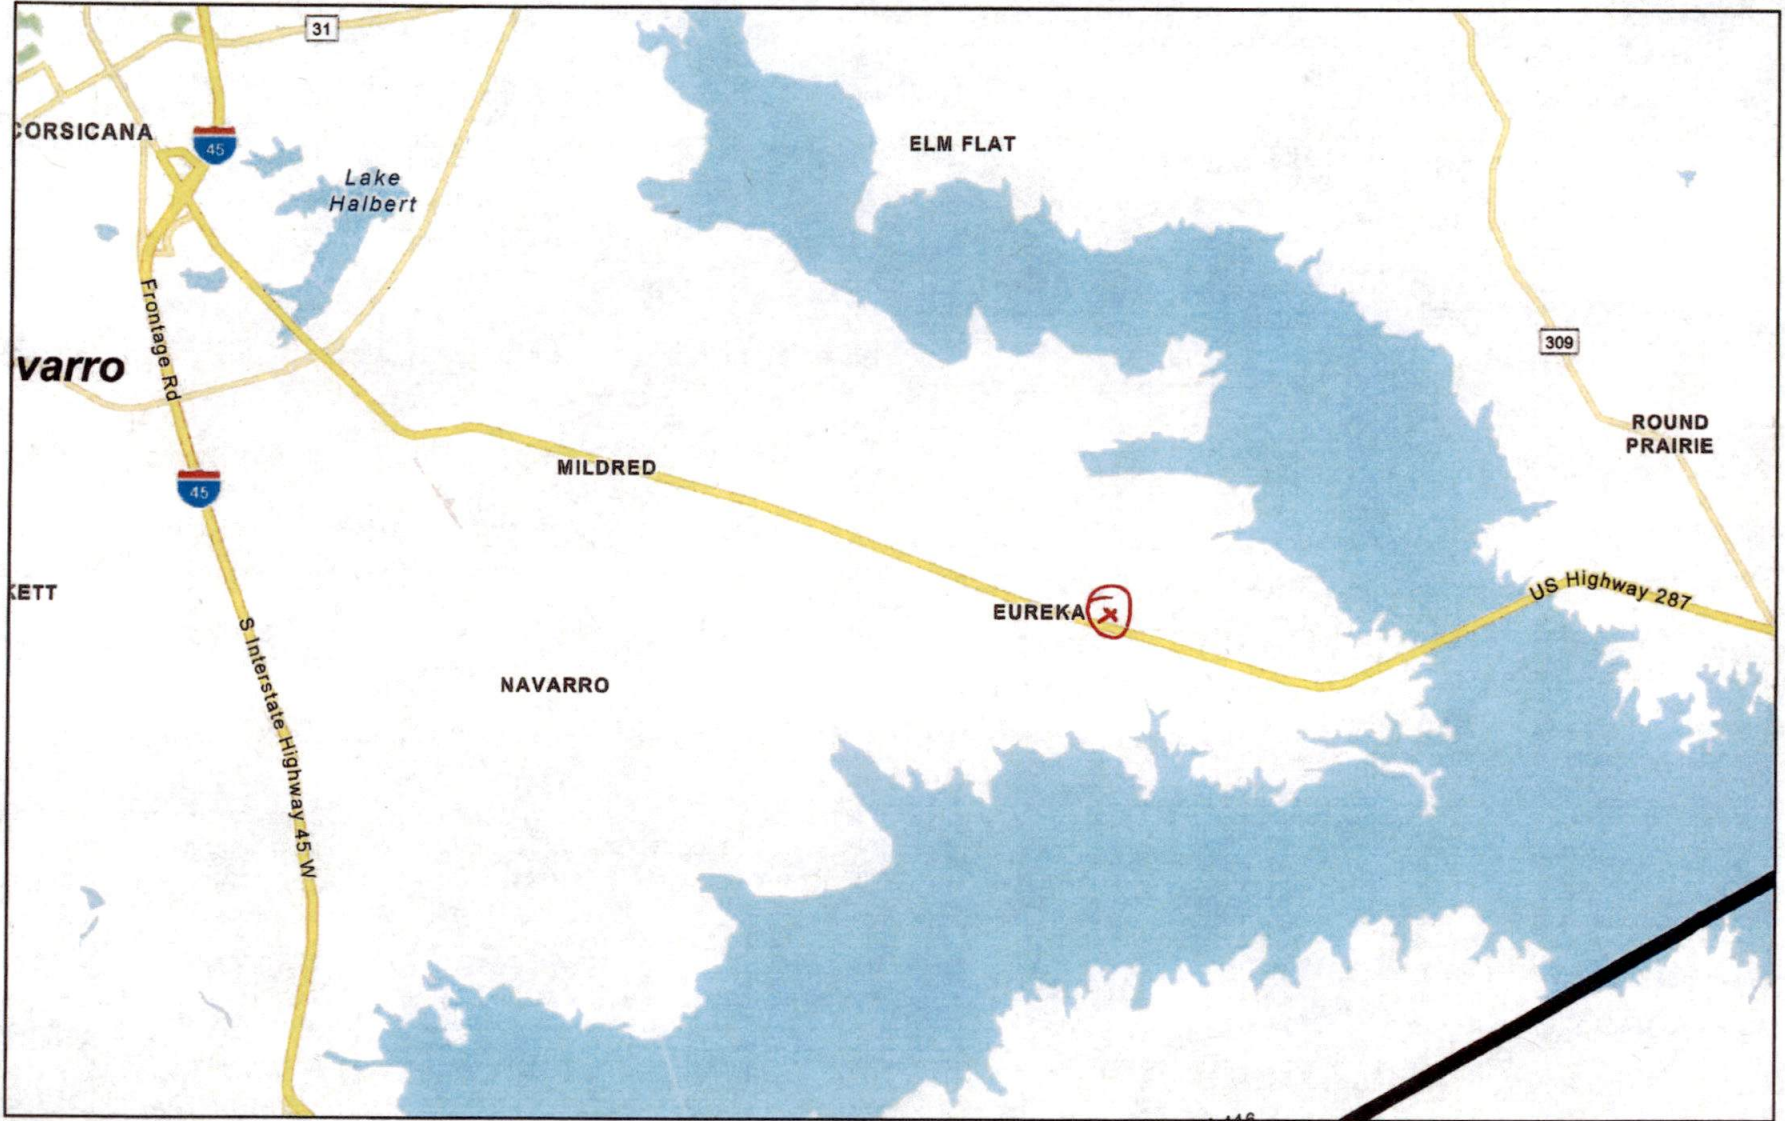 31
CORSICANA
45
ELM FLAT
Lake
Halbert
Frontage Rd
309
varro
ROUND
PRAIRIE
MILDRED
45
KETT
US Highway 287
EUREKA
x
S Interstate Highway 45 W
NAVARRO